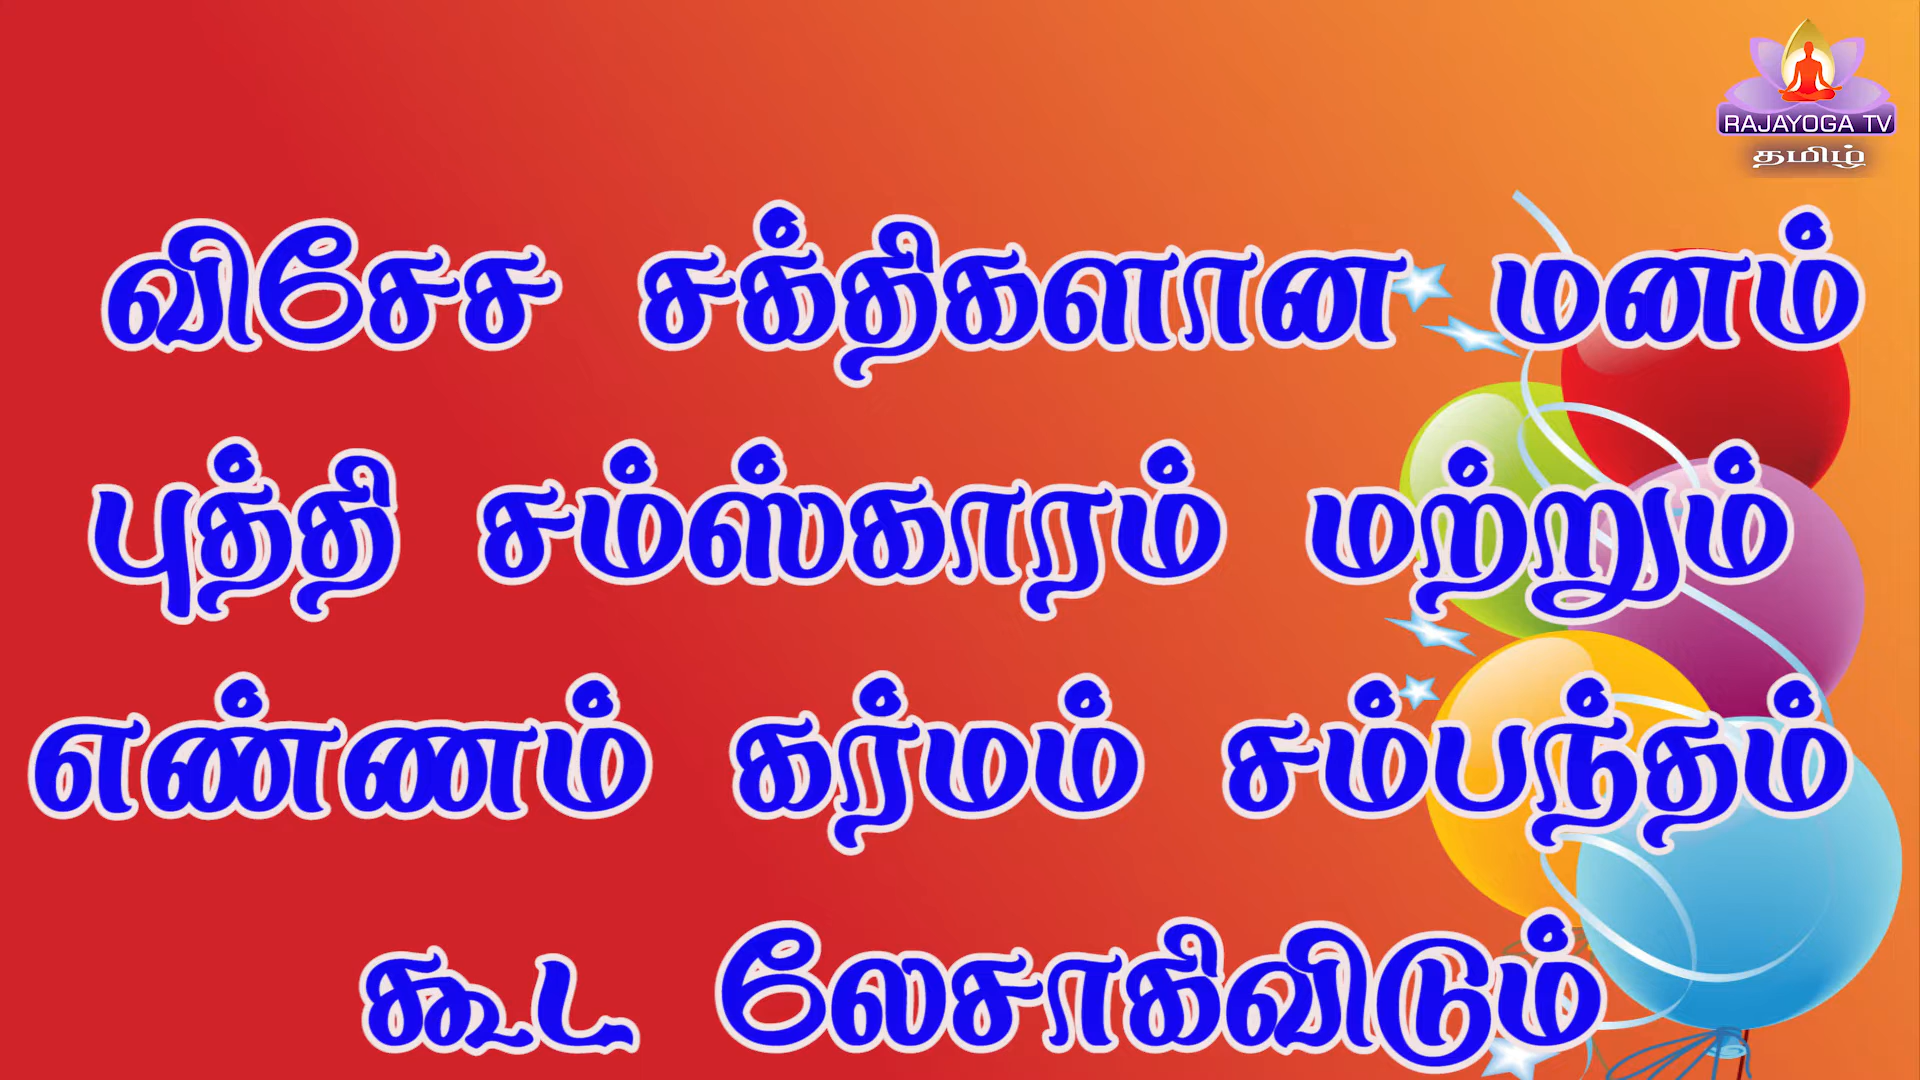 RAJAYOGA TV
தமிழ்
விசேச சக்திகளான மனம்
புத்தி சம்ஸ்காரம் மற்றும்
எண்ணம் கர்மம் சம்பந்தம்
கூட லேசாகிவிடும்